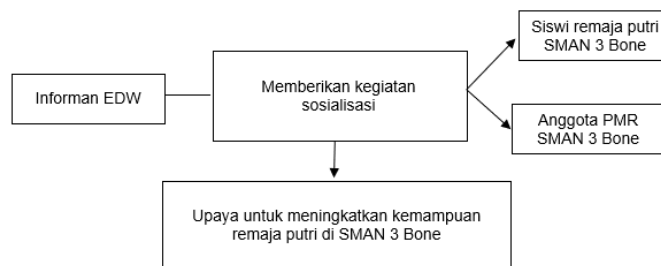 Siswi remaja putri
SMAN 3 Bone
Informan EDW
Memberikan kegiatan
sosialisasi
Anggota PMR
SMAN 3 Bone
Upaya untuk meningkatkan kemampuan
remaja putri di SMAN 3 Bone